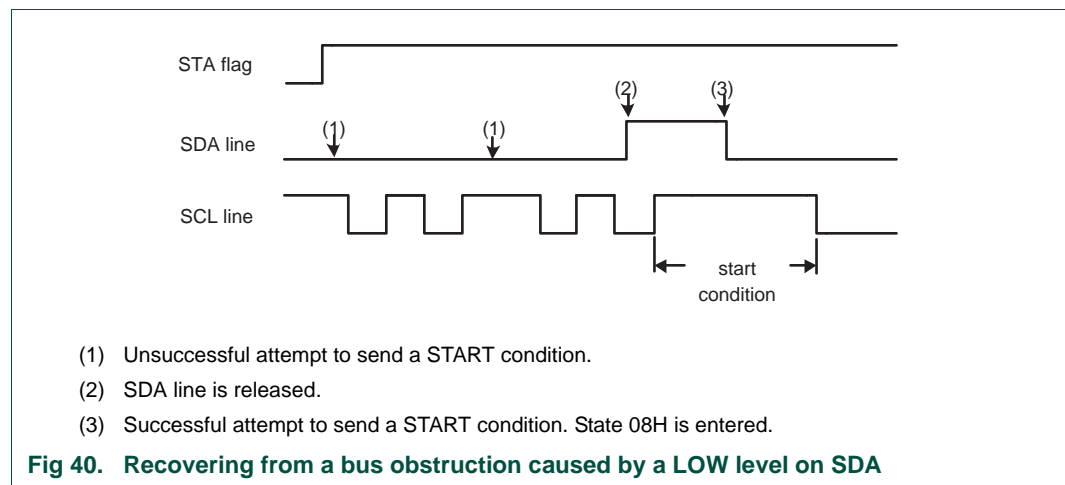 STA flag
(2) (3)
(1) (1)
SDA line
SCL line
start
condition
(1) Unsuccessful attempt to send a START condition.
(2) SDA line is released.
(3) Successful attempt to send a START condition. State 08H is entered.
Fig 40. Recovering from a bus obstruction caused by a LOW level on SDA